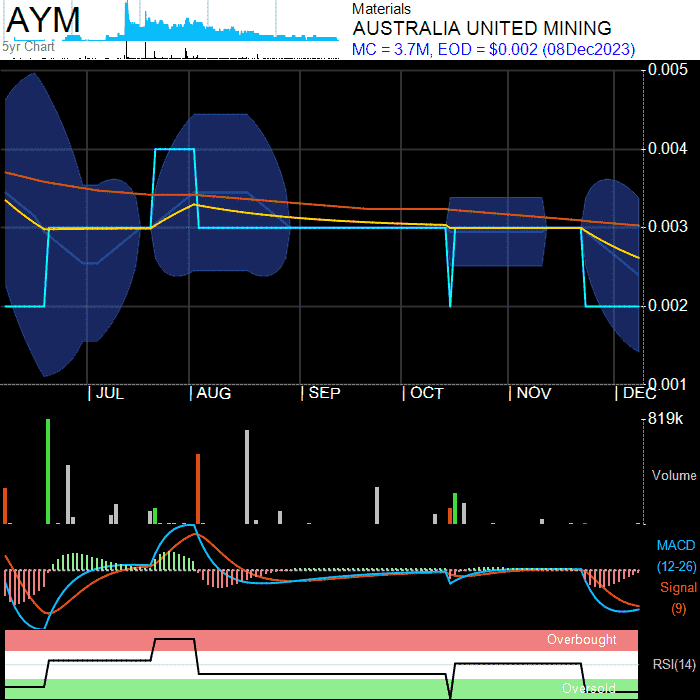 AYM
5yr Chart
Materials
AUSTRALIA UNITED MINING
MC = 3.7M, EOD = $0.002 (08Dec2023)
0.005
0.004
0.003
0.002
0.001
JUL
AUG
SEP
OCT
NOV
DEC
819k
Volume
MACD
(12-26)
Signal
(9)
Overbought
RSI(14)
Oversold